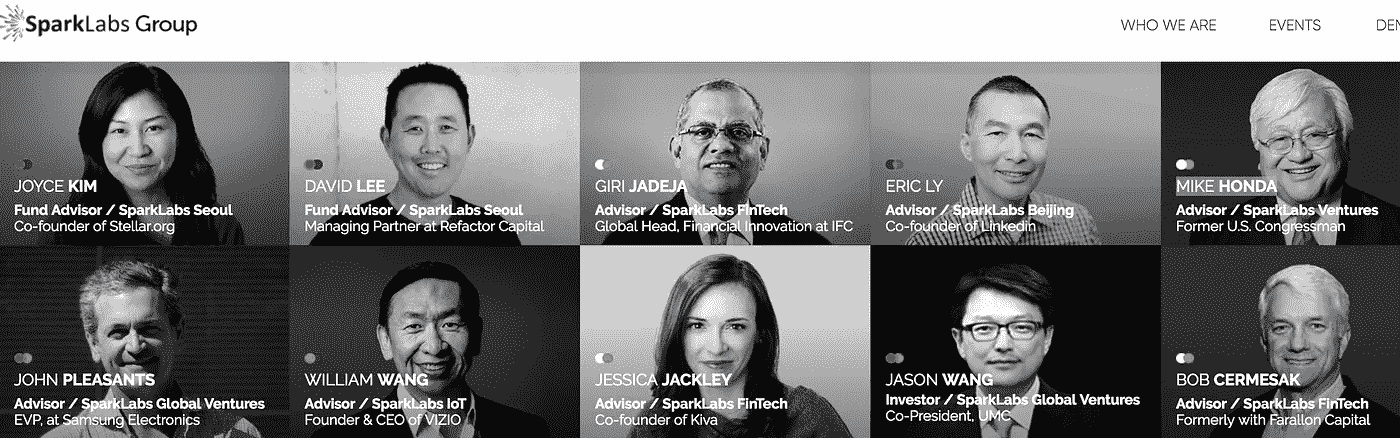 SparkLabs Group
WHO WE ARE EVENTS DEN
JOYCE KIM
Fund Advisor / SparkLabs Seoul
Co-founder of Stellar.org
DAVID LEE
Fund Advisor / SparkLabs Seoul
Managing Partner at Refactor Capital
GIRI JADEJA
Advisor / SparkLabs FinTech
Global Head, Financial Innovation at IFC
ERIC LY
Advisor / SparkLabs Beijing
Co-founder of Linkedin
MIKE HONDA
Advisor / SparkLabs Ventures
Former U.S. Congressman
JOHN PLEASANTS
Advisor / SparkLabs Global Ventures
EVP, at Samsung Electronics
WILLIAM WANG
Advisor / SparkLabs IoT
Founder & CEO of VIZIO
JESSICA JACKLEY
Advisor / SparkLabs FinTech
Co-founder of Kiva
JASON WANG
Investor / SparkLabs Global Ventures
Co-President, UMC
BOB CERMESAK
Advisor / SparkLabs FinTech
Formerly with Farallon Capital